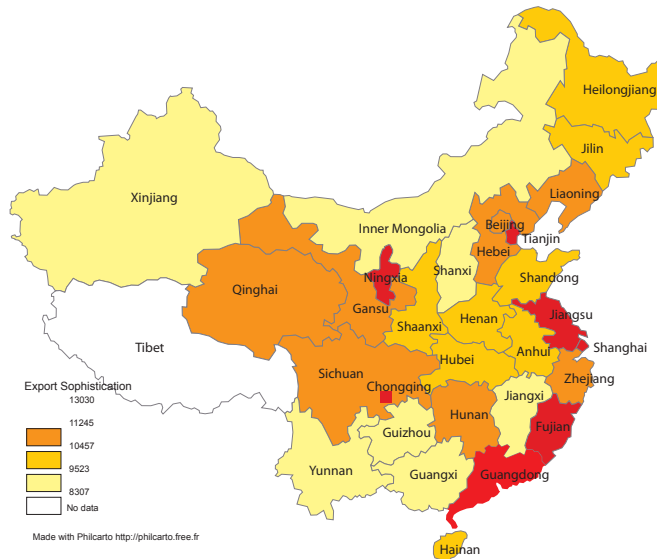 Heilongjiang
Jilin
Xinjiang
Liaoning
Inner Mongolia
Beijing
Tianjin
Hebei
Shanxi
Ningxia
Shandong
Qinghai
Gansu
Jiangsu
Henan
Shaanxi
Anhui
Shanghai
Tibet
Hubei
Sichuan
Zhejiang
Chongqing
Jiangxi
Hunan
Fujian
Guizhou
Yunnan
Guangxi
Guangdong
Hainan
Export Sophistication
13030
11245
10457
9523
8307
No data
Made with Philcarto http://philcarto.free.fr